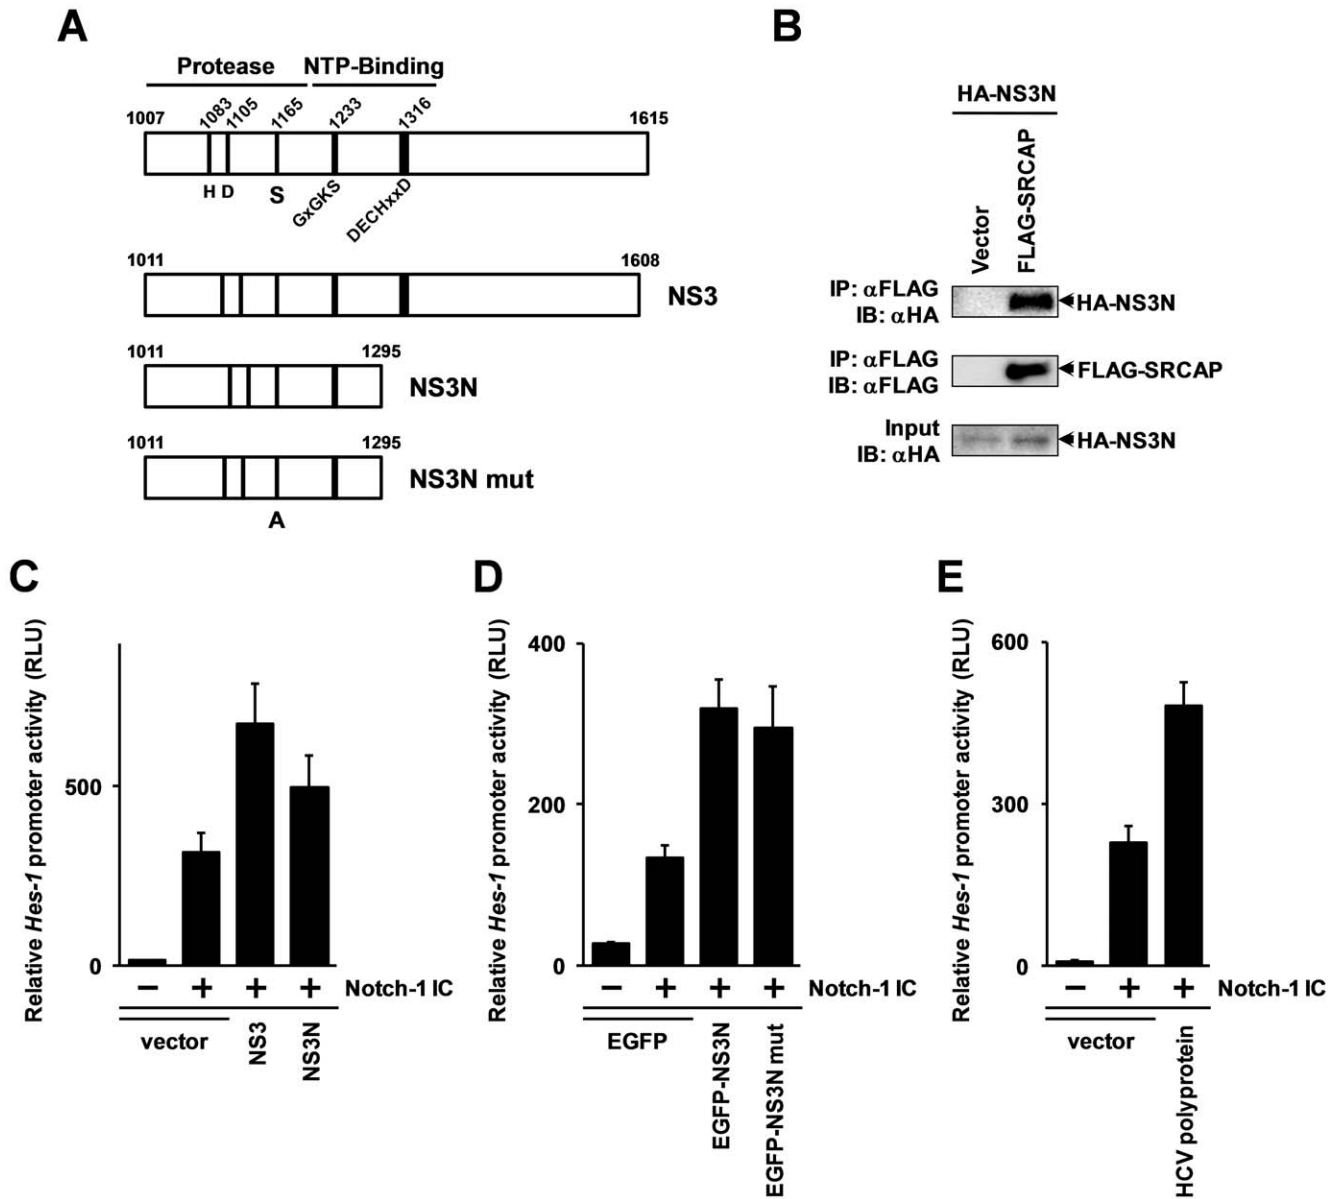 A
Protease NTP-Binding
1007 1083 1105 1165 1233 1316 1615
H D S GxGKS DECHxxD
1011 1608
NS3
1011 1295
NS3N
1011 1295
NS3N mut
A
B
HA-NS3N
Vector FLAG-SRCAP
IP: αFLAG
IB: αHA
HA-NS3N
IP: αFLAG
IB: αFLAG
FLAG-SRCAP
Input
IB: αHA
HA-NS3N
C
Relative Hes-1 promoter activity (RLU)
500
0
− + + + Notch-1 IC
vector NS3 NS3N
D
Relative Hes-1 promoter activity (RLU)
400
200
0
− + + + Notch-1 IC
EGFP EGFP-NS3N EGFP-NS3N mut
E
Relative Hes-1 promoter activity (RLU)
600
300
0
− + + Notch-1 IC
vector HCV polyprotein